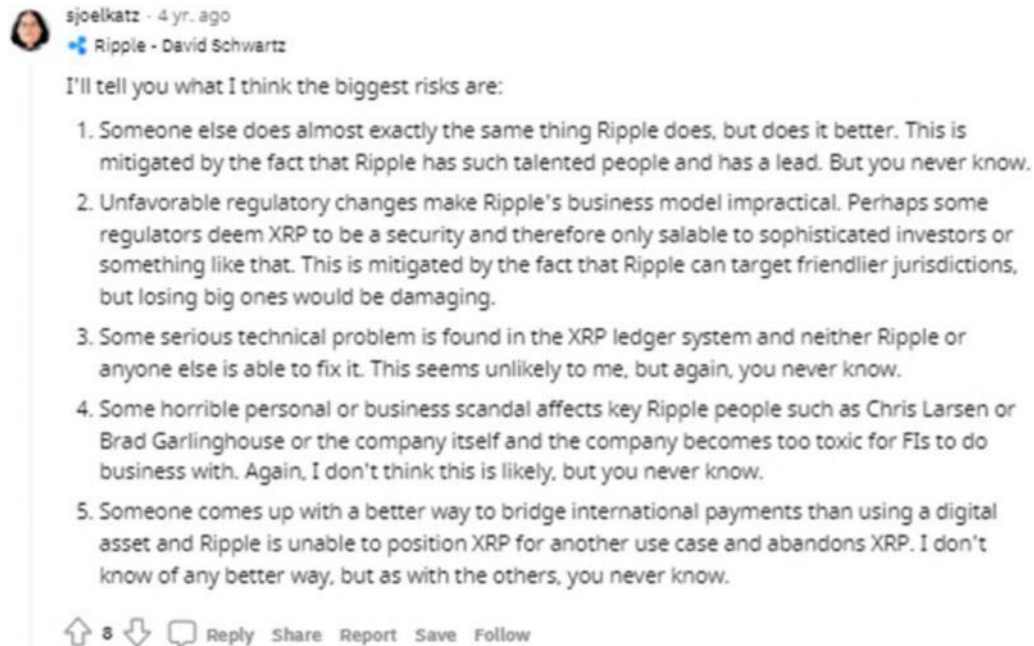 sjoelkatz · 4 yr. ago
Ripple - David Schwartz
I'll tell you what I think the biggest risks are:
1. Someone else does almost exactly the same thing Ripple does, but does it better. This is
mitigated by the fact that Ripple has such talented people and has a lead. But you never know.
2. Unfavorable regulatory changes make Ripple's business model impractical. Perhaps some
regulators deem XRP to be a security and therefore only salable to sophisticated investors or
something like that. This is mitigated by the fact that Ripple can target friendlier jurisdictions,
but losing big ones would be damaging.
3. Some serious technical problem is found in the XRP ledger system and neither Ripple or
anyone else is able to fix it. This seems unlikely to me, but again, you never know.
4. Some horrible personal or business scandal affects key Ripple people such as Chris Larsen or
Brad Garlinghouse or the company itself and the company becomes too toxic for FIs to do
business with. Again, I don't think this is likely, but you never know.
5. Someone comes up with a better way to bridge international payments than using a digital
asset and Ripple is unable to position XRP for another use case and abandons XRP. I don't
know of any better way, but as with the others, you never know.
8 Reply Share Report Save Follow